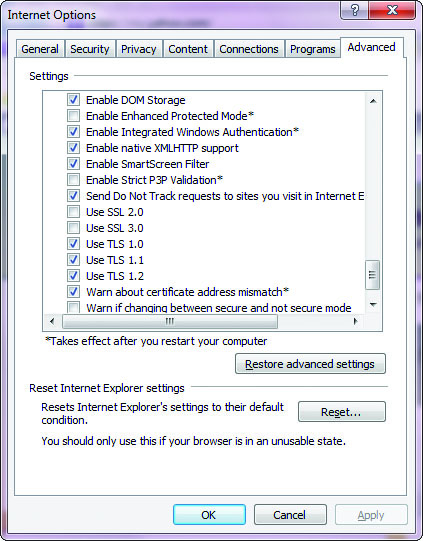 Internet Options
?
General Security Privacy Content Connections Programs Advanced
Settings
Enable DOM Storage
Enable Enhanced Protected Mode*
Enable Integrated Windows Authentication*
Enable native XMLHTTP support
Enable SmartScreen Filter
Enable Strict P3P Validation*
Send Do Not Track requests to sites you visit in Internet E
Use SSL 2.0
Use SSL 3.0
Use TLS 1.0
Use TLS 1.1
Use TLS 1.2
Warn about certificate address mismatch*
Warn if changing between secure and not secure mode
*Takes effect after you restart your computer
Restore advanced settings
Reset Internet Explorer settings
Resets Internet Explorer's settings to their default
condition.
Reset...
You should only use this if your browser is in an unusable state.
OK Cancel Apply